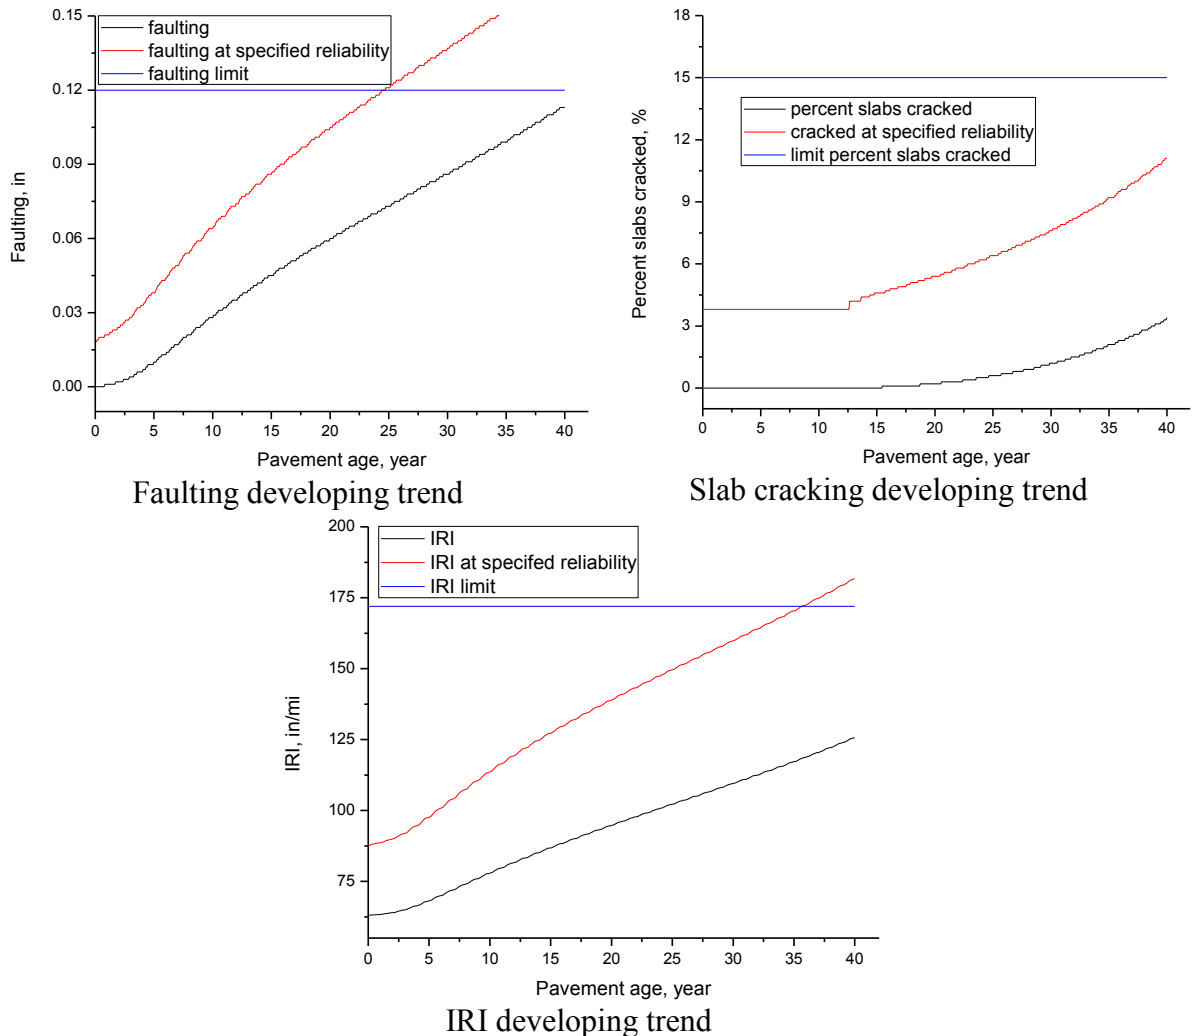 0.15
0.12
0.09
0.06
0.03
0.00
Faulting, in
faulting
faulting at specified reliability
faulting limit
0 5 10 15 20 25 30 35 40
Pavement age, year
Faulting developing trend
18
15
12
9
6
3
0
Percent slabs cracked, %
percent slabs cracked
cracked at specified reliability
limit percent slabs cracked
0 5 10 15 20 25 30 35 40
Pavement age, year
Slab cracking developing trend
200
175
150
125
100
75
IRI, in/mi
IRI
IRI at specifed reliability
IRI limit
0 5 10 15 20 25 30 35 40
Pavement age, year
IRI developing trend